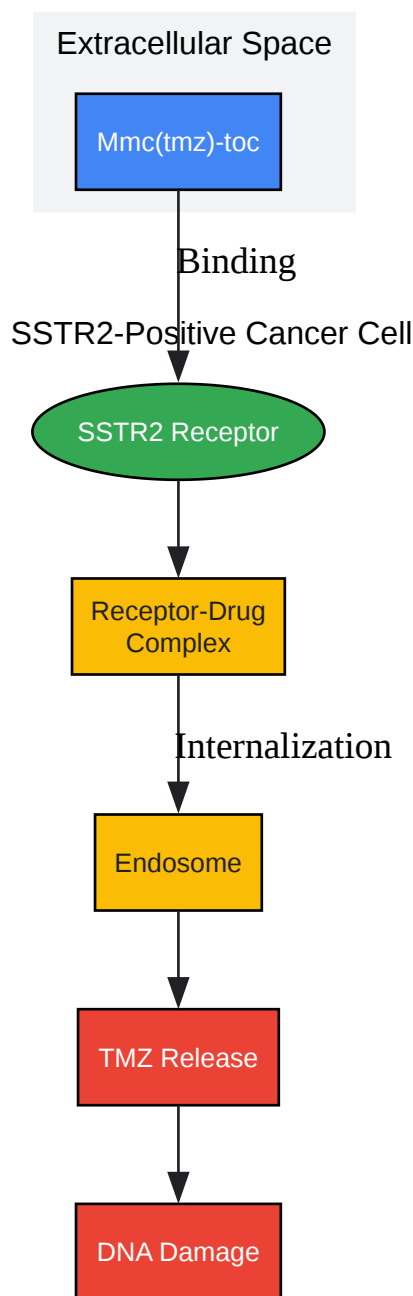 Extracellular Space
Mmc(tmz)-toc
Binding
SSTR2-Positive Cancer Cell
SSTR2 Receptor
Receptor-Drug
Complex
Internalization
Endosome
TMZ Release
DNA Damage